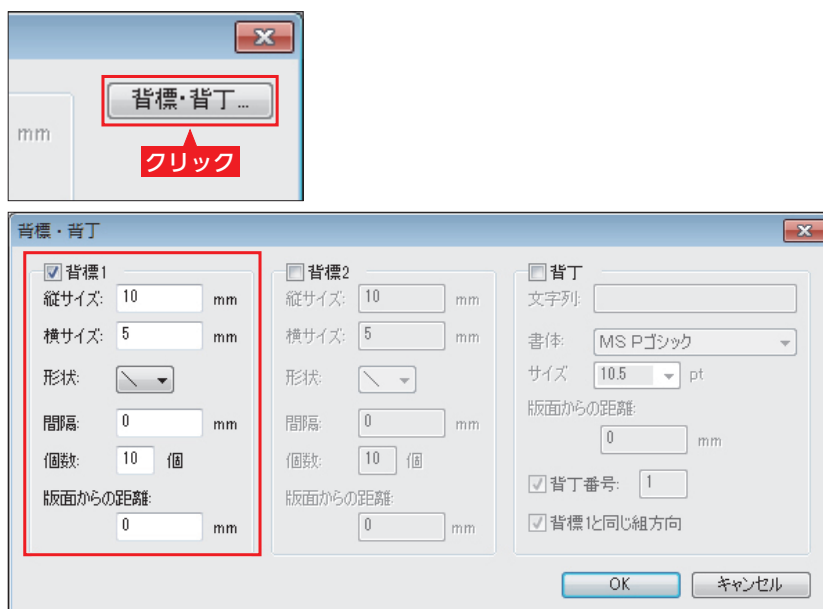 背標・背丁...
mm
クリック
背標・背丁
背標1
縦サイズ: 10 mm
横サイズ: 5 mm
形状:
間隔: 0 mm
個数: 10 個
版面からの距離:
0 mm
背標2
縦サイズ: 10 mm
横サイズ: 5 mm
形状:
間隔: 0 mm
個数: 10 個
版面からの距離:
0 mm
背丁
文字列:
書体: MS Pゴシック
サイズ 10.5 pt
版面からの距離:
0 mm
背丁番号: 1
背標1と同じ組方向
OK キャンセル